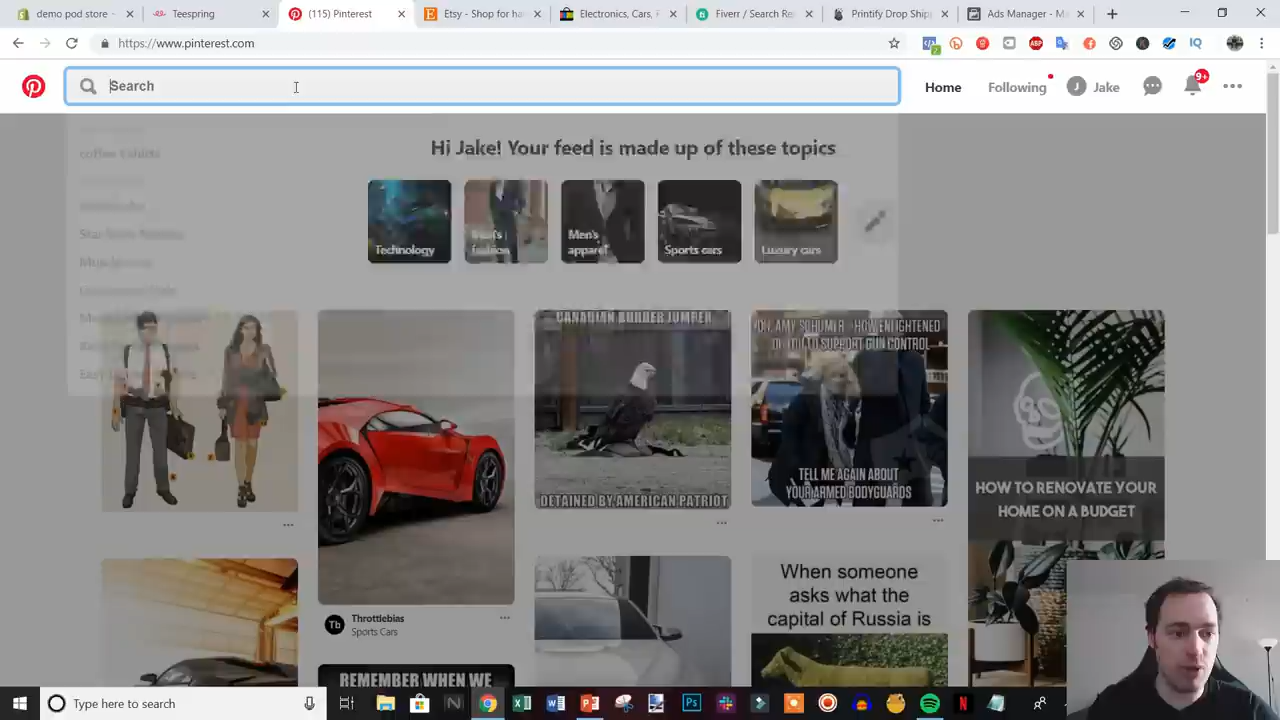 demo pod store -
Teespring
(115) Pinterest
Etsy - Shop for ha
Electronics, Cars, F
Fiverr / Search Re
Printify Drop Ship
Ads Manager - Ma
https://www.pinterest.com
Search
Home
Following
J
Jake
9+
Hi Jake! Your feed is made up of these topics
Technology
Men's fashion
Men's apparel
Sports cars
Luxury cars
CANADIAN BORDER JUMPER
DETAINED BY AMERICAN PATRIOT
TELL ME AGAIN ABOUT
YOUR ARMED BODYGUARDS
HOW TO RENOVATE YOUR
HOME ON A BUDGET
Tb
Throttlebias
Sports Cars
REMEMBER WHEN WE
When someone
asks what the
capital of Russia is
Type here to search